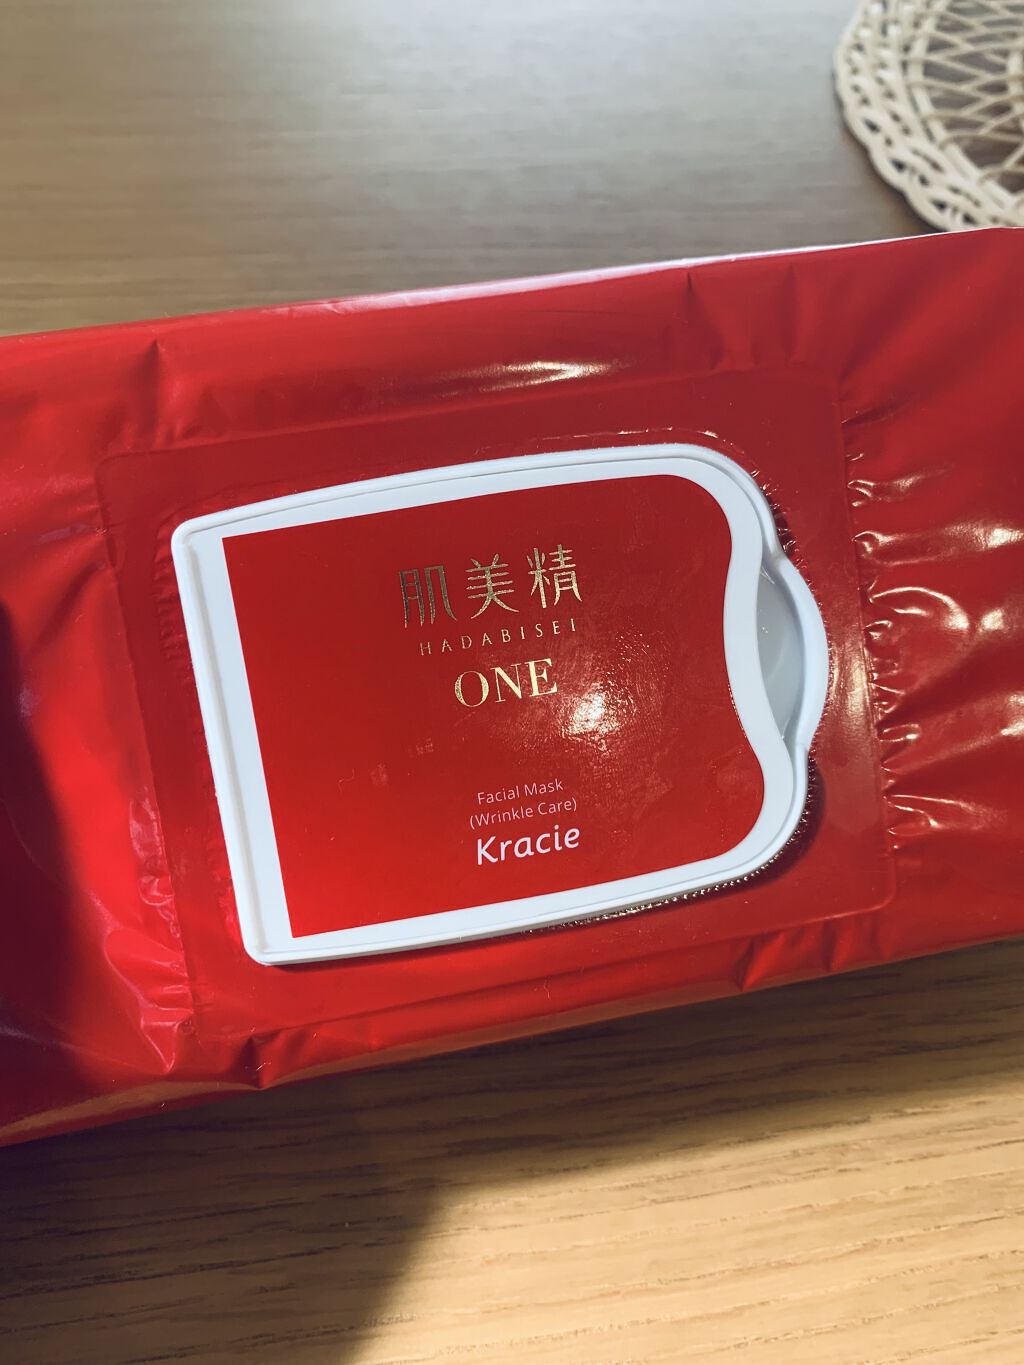 肌美精
HADABISEI
ONE
Facial Mask
(Wrinkle Care)
Kracie